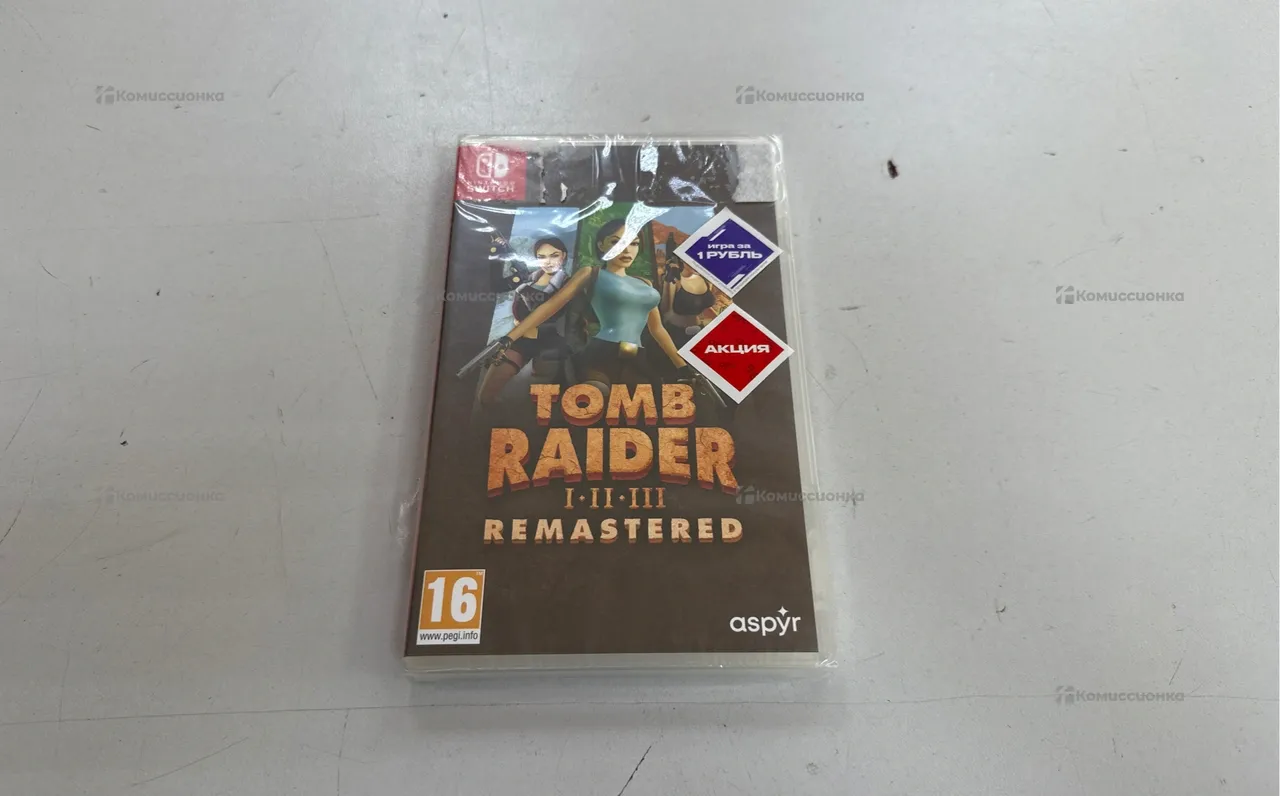 Комиссионка
Комиссионка
NINTENDO
SWITCH
игра за
1 РУБЛЬ
Комиссионка
Комиссионка
АКЦИЯ
TOMB
RAIDER
I·II·III
Комиссионка
Комиссионка
REMASTERED
16
www.pegi.info
aspyr
Комиссионка